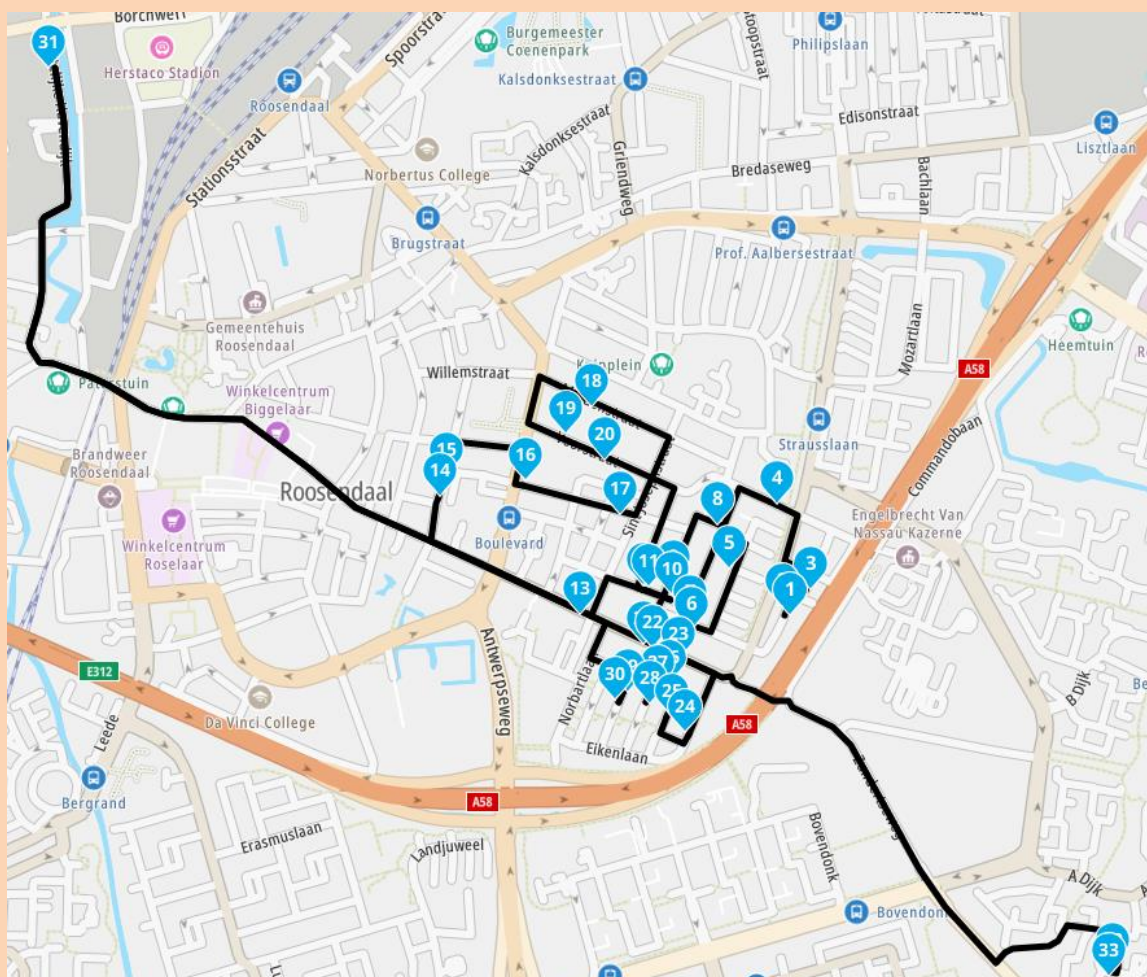 Borchwerf
31
Herstaco Stadion
Spoorstra
Burgemeester
Coenenpark
Philipslaan
Kalsdonksestraat
Roosendaal
Edisonstraat
Lisztlaan
Kalsdonksestraat
Griendweg
Norbertus College
Bredaseweg
Bachlaan
Stationsstraat
Brugstraat
Prof. Aalbersestraat
Gemeentehuis
Roosendaal
Mozartlaan
Heemtuin
Willemstraat
A58
Winkelcentrum
Biggelaar
18
19
20
Strausslaan
Commandobaan
Brandweer
Roosendaal
15
14
16
17
4
8
Roosendaal
Engelbrecht Van
Nassau Kazerne
Winkelcentrum
Roselaar
Boulevard
5
11
10
3
1
13
6
22
23
E312
Antwerpseweg
28
30
25
24
Da Vinci College
Leede
Eikenlaan
A58
B Dijk
Bergrand
A58
Erasmuslaan
Landjuweel
Bovendonk
A Dijk
33